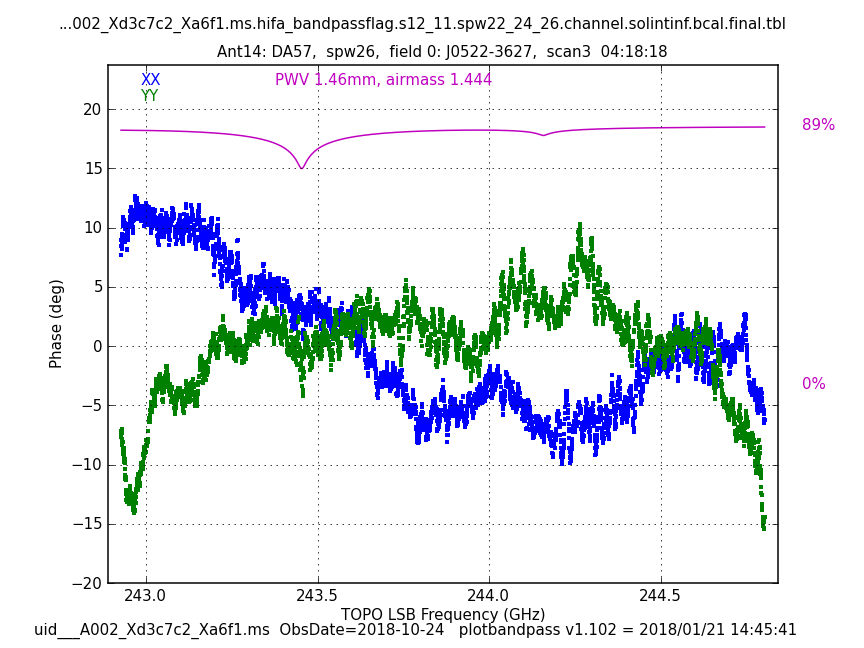 ...002_Xd3c7c2_Xa6f1.ms.hifa_bandpassflag.s12_11.spw22_24_26.channel.solintinf.bcal.final.tbl
Ant14: DA57,  spw26,  field 0: J0522-3627,  scan3  04:18:18
XX
PWV 1.46mm, airmass 1.444
YY
20
89%
15
10
5
Phase (deg)
0
0%
−5
−10
−15
−20
243.0
243.5
244.0
244.5
TOPO LSB Frequency (GHz)
uid___A002_Xd3c7c2_Xa6f1.ms  ObsDate=2018-10-24   plotbandpass v1.102 = 2018/01/21 14:45:41